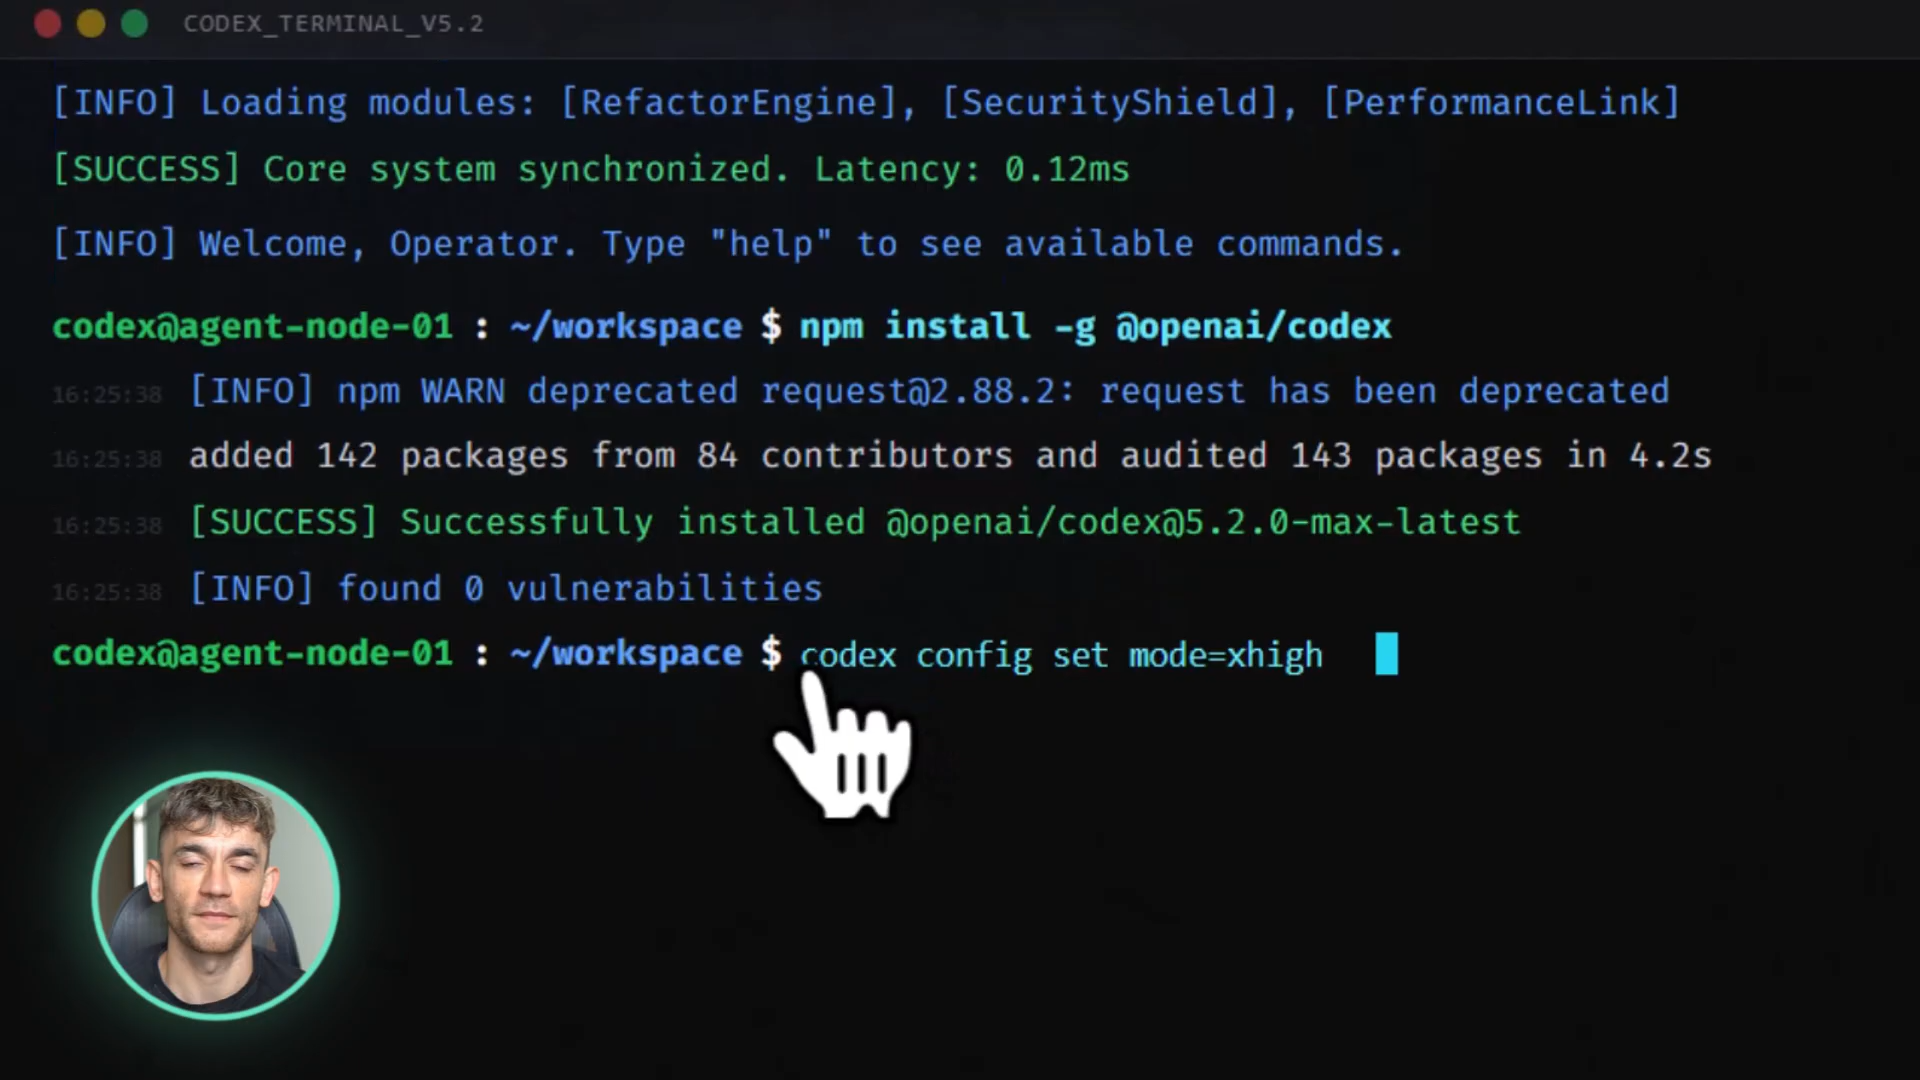 CODEX_TERMINAL_V5.2
[INFO] Loading modules: [RefactorEngine], [SecurityShield], [PerformanceLink]
[SUCCESS] Core system synchronized. Latency: 0.12ms
[INFO] Welcome, Operator. Type "help" to see available commands.
codex@agent-node-01 : ~/workspace $ npm install -g @openai/codex
16:25:38 [INFO] npm WARN deprecated request@2.88.2: request has been deprecated
16:25:38 added 142 packages from 84 contributors and audited 143 packages in 4.2s
16:25:38 [SUCCESS] Successfully installed @openai/codex@5.2.0-max-latest
16:25:38 [INFO] found 0 vulnerabilities
codex@agent-node-01 : ~/workspace $ codex config set mode=xhigh